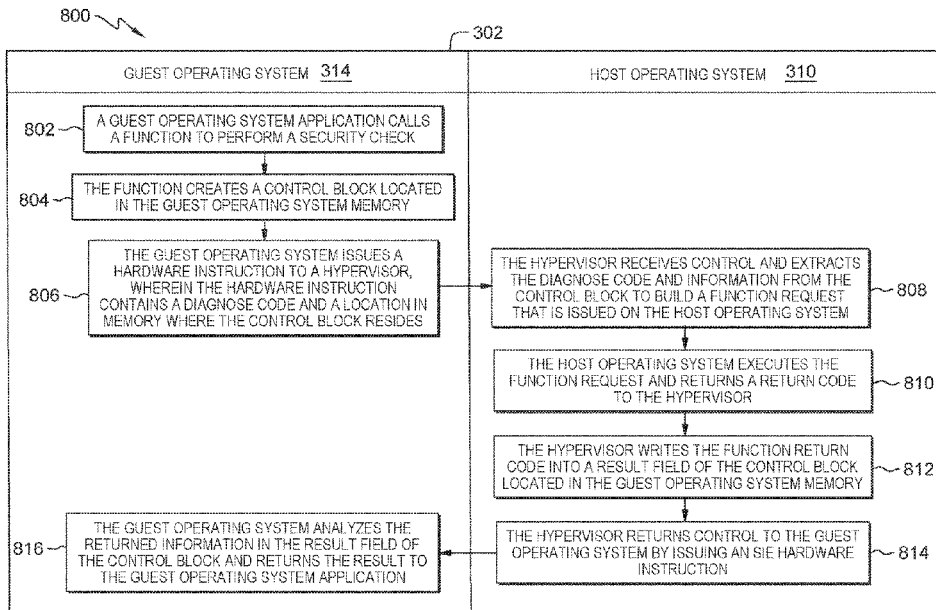 800
302
GUEST OPERATING SYSTEM 314
HOST OPERATING SYSTEM 310
802
A GUEST OPERATING SYSTEM APPLICATION CALLS
A FUNCTION TO PERFORM A SECURITY CHECK
804
THE FUNCTION CREATES A CONTROL BLOCK LOCATED
IN THE GUEST OPERATING SYSTEM MEMORY
806
THE GUEST OPERATING SYSTEM ISSUES A
HARDWARE INSTRUCTION TO A HYPERVISOR,
WHEREIN THE HARDWARE INSTRUCTION
CONTAINS A DIAGNOSE CODE AND A LOCATION IN
MEMORY WHERE THE CONTROL BLOCK RESIDES
THE HYPERVISOR RECEIVES CONTROL AND EXTRACTS
THE DIAGNOSE CODE AND INFORMATION FROM THE
CONTROL BLOCK TO BUILD A FUNCTION REQUEST
THAT IS ISSUED ON THE HOST OPERATING SYSTEM
808
THE HOST OPERATING SYSTEM EXECUTES THE
FUNCTION REQUEST AND RETURNS A RETURN CODE
TO THE HYPERVISOR
810
THE HYPERVISOR WRITES THE FUNCTION RETURN
CODE INTO A RESULT FIELD OF THE CONTROL BLOCK
LOCATED IN THE GUEST OPERATING SYSTEM MEMORY
812
THE HYPERVISOR RETURNS CONTROL TO THE GUEST
OPERATING SYSTEM BY ISSUING AN SIE HARDWARE
INSTRUCTION
814
816
THE GUEST OPERATING SYSTEM ANALYZES THE
RETURNED INFORMATION IN THE RESULT FIELD OF
THE CONTROL BLOCK AND RETURNS THE RESULT TO
THE GUEST OPERATING SYSTEM APPLICATION